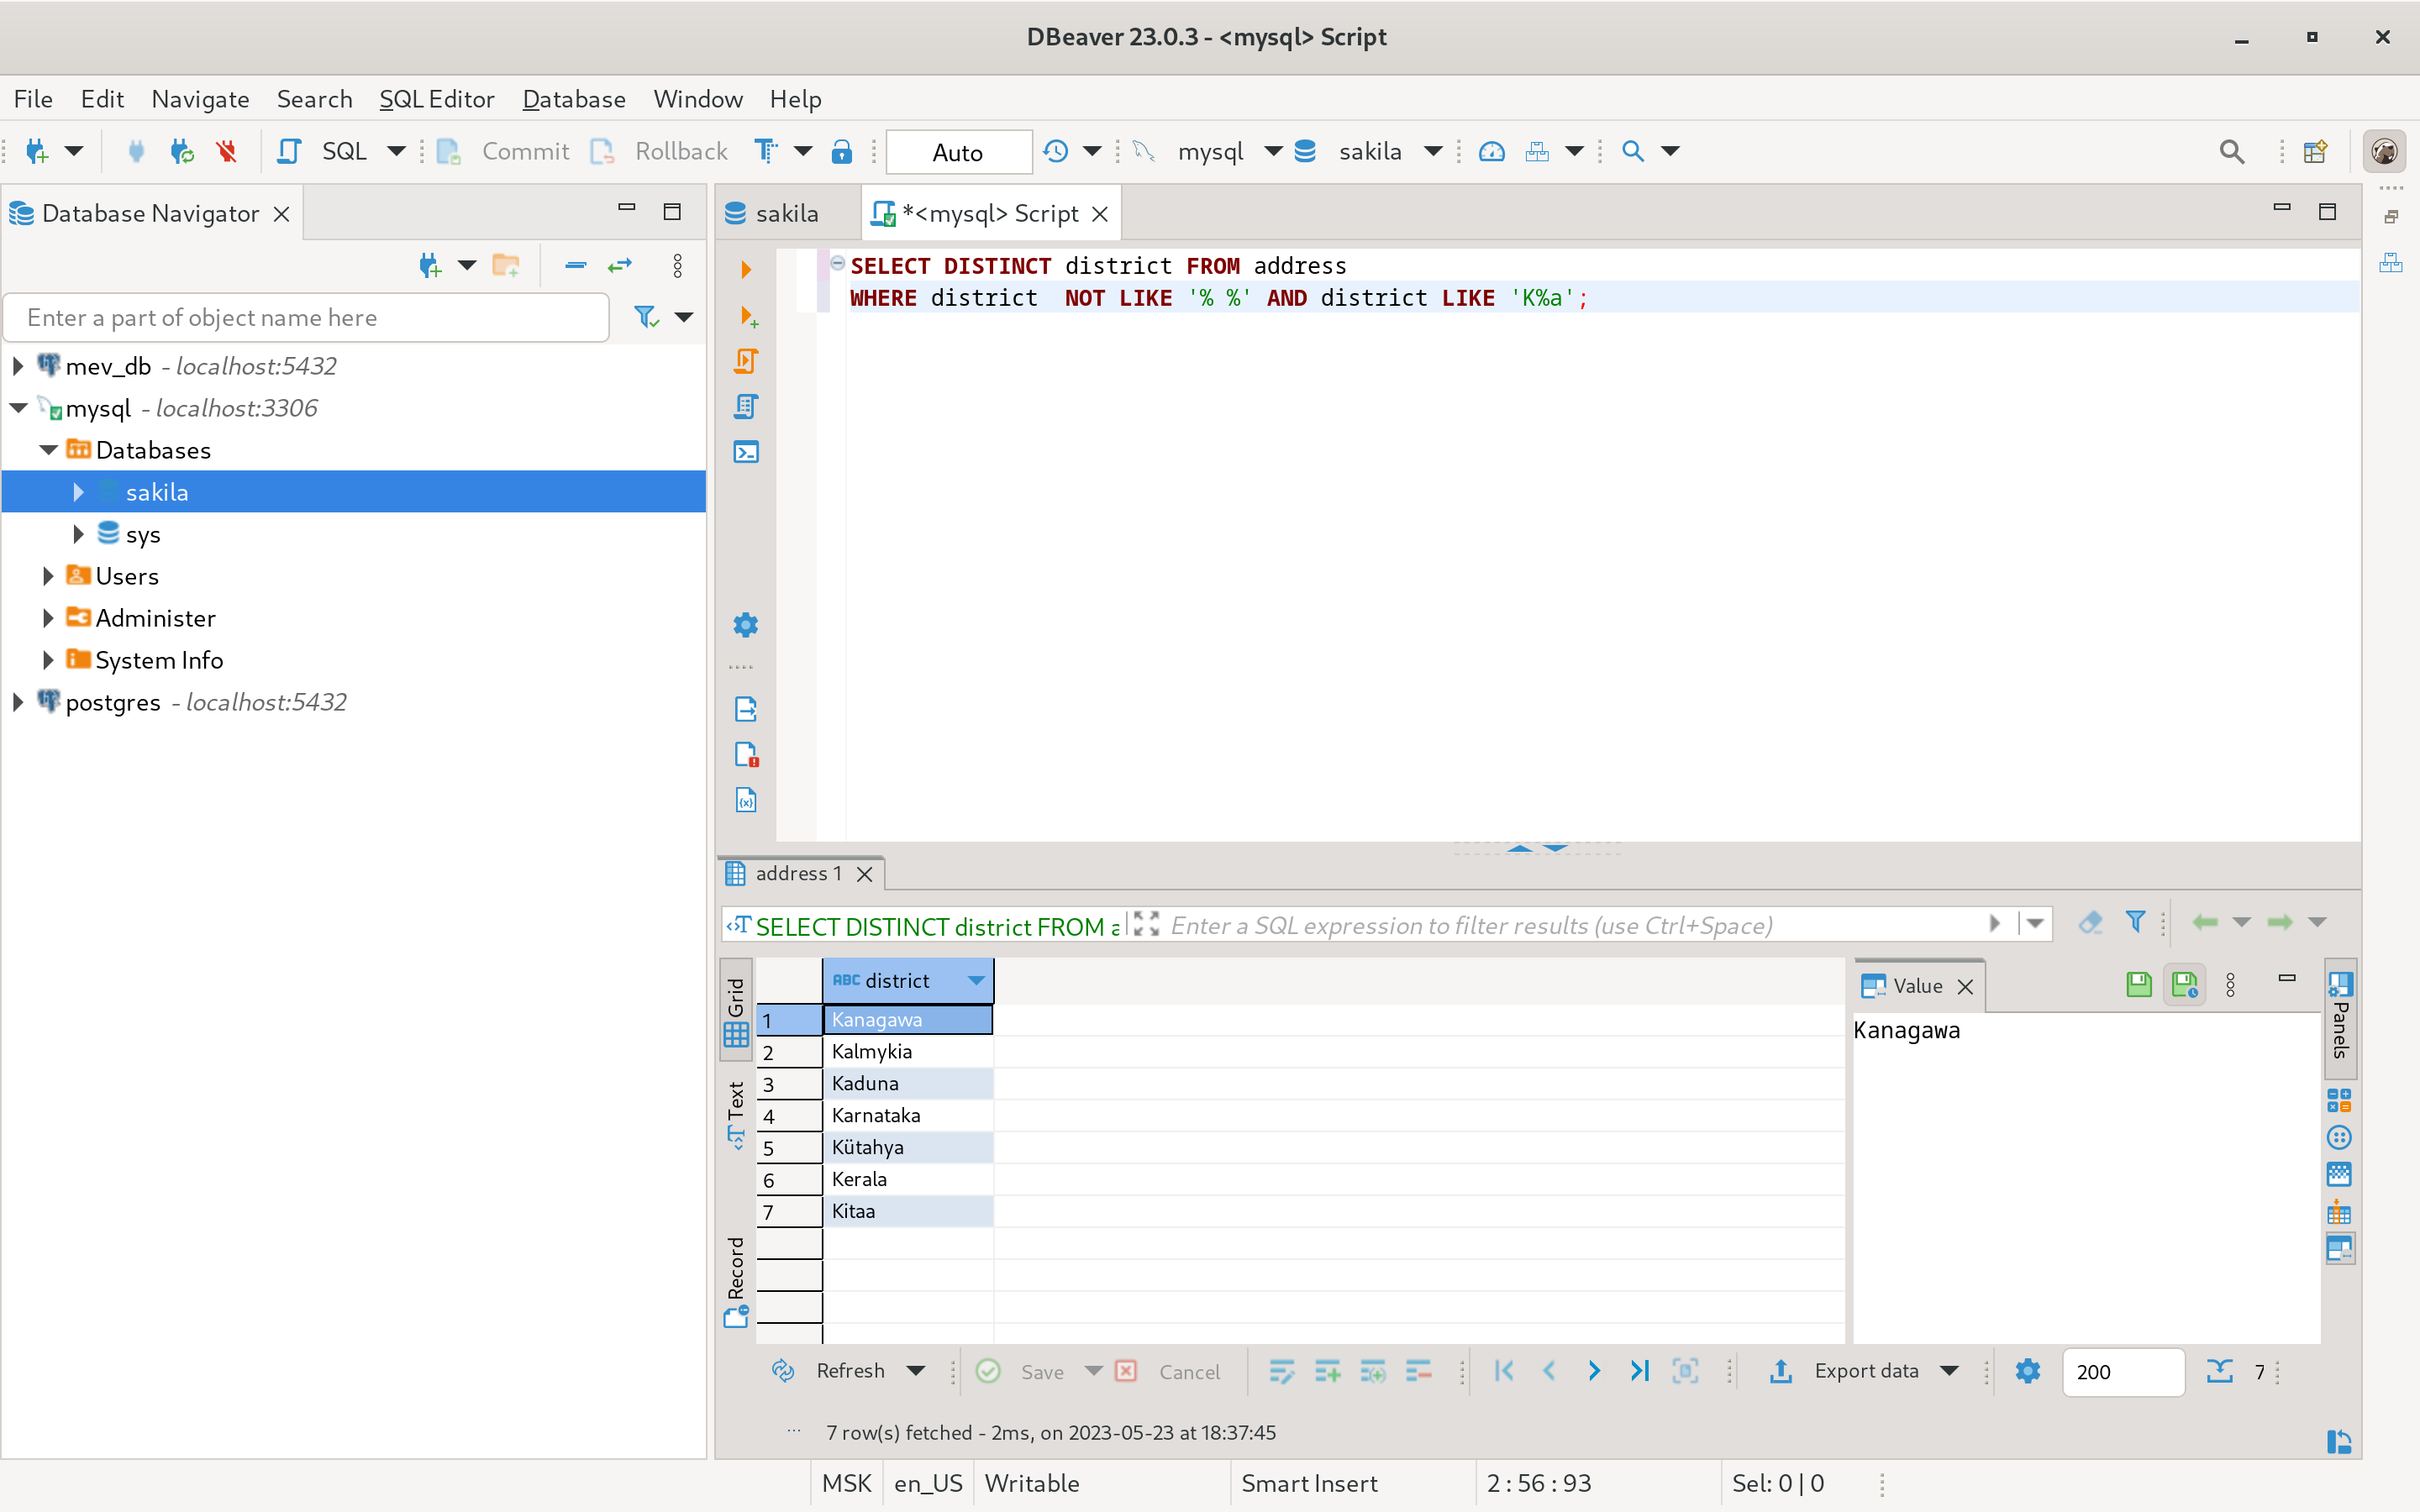 DBeaver 23.0.3 - <mysql> Script
File Edit Navigate Search SQL Editor Database Window Help
SQL Commit Rollback Auto mysql sakila
Database Navigator
sakila *<mysql> Script
Enter a part of object name here
mev_db - localhost:5432
mysql - localhost:3306
Databases
sakila
sys
Users
Administer
System Info
postgres - localhost:5432
SELECT DISTINCT district FROM address
WHERE district  NOT LIKE '% %' AND district LIKE 'K%a';
address 1
SELECT DISTINCT district FROM a Enter a SQL expression to filter results (use Ctrl+Space)
Grid
Text
Record
ABC district
1 Kanagawa
2 Kalmykia
3 Kaduna
4 Karnataka
5 Kütahya
6 Kerala
7 Kitaa
Value
Kanagawa
Panels
Refresh Save Cancel Export data 200 7
7 row(s) fetched - 2ms, on 2023-05-23 at 18:37:45
MSK en_US Writable Smart Insert 2 : 56 : 93 Sel: 0 | 0